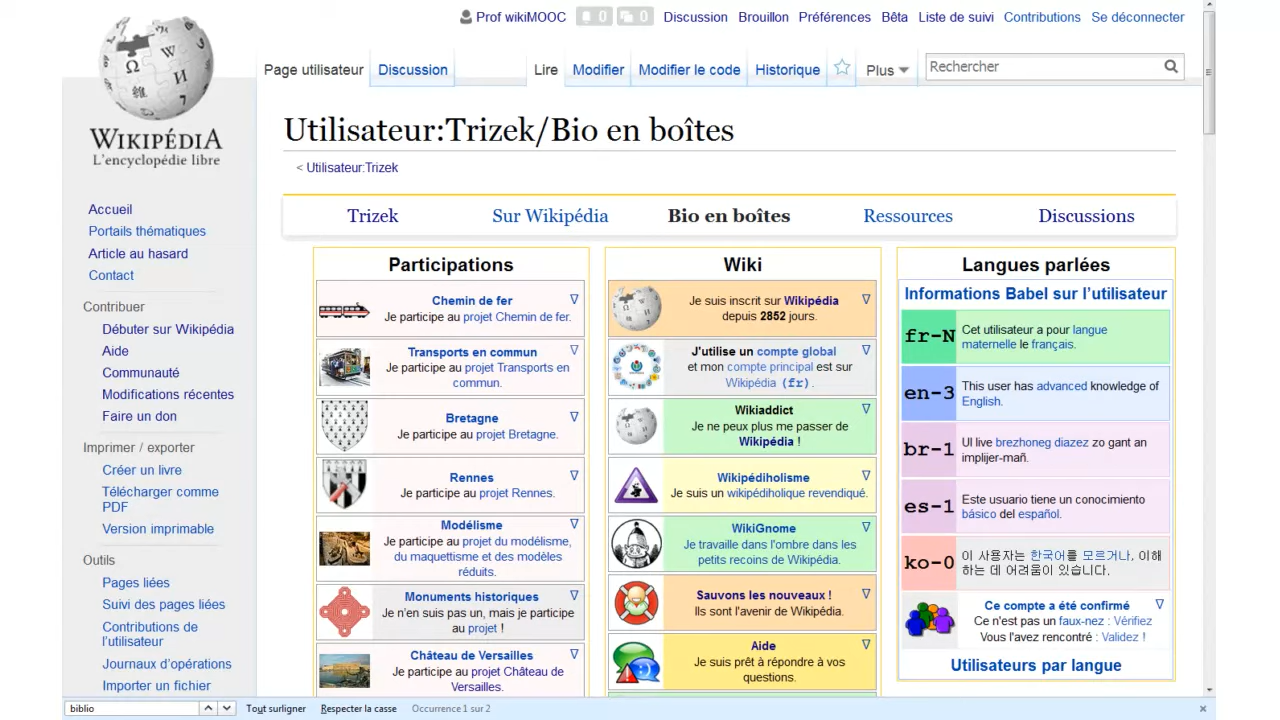 Prof wikiMOOC 0 0 Discussion Brouillon Préférences Bêta Liste de suivi Contributions Se déconnecter
Page utilisateur Discussion Lire Modifier Modifier le code Historique Plus Rechercher
WIKIPÉDIA
L'encyclopédie libre
Accueil
Portails thématiques
Article au hasard
Contact
Contribuer
Débuter sur Wikipédia
Aide
Communauté
Modifications récentes
Faire un don
Imprimer / exporter
Créer un livre
Télécharger comme
PDF
Version imprimable
Outils
Pages liées
Suivi des pages liées
Contributions de
l'utilisateur
Journaux d'opérations
Importer un fichier
Utilisateur:Trizek/Bio en boîtes
< Utilisateur:Trizek
Trizek Sur Wikipédia Bio en boîtes Ressources Discussions
Participations
Chemin de fer
Je participe au projet Chemin de fer.
Transports en commun
Je participe au projet Transports en
commun.
Bretagne
Je participe au projet Bretagne.
Rennes
Je participe au projet Rennes.
Modélisme
Je participe au projet du modélisme,
du maquettisme et des modèles
réduits.
Monuments historiques
Je n'en suis pas un, mais je participe
au projet !
Château de Versailles
Je participe au projet Château de
Versailles.
Wiki
Je suis inscrit sur Wikipédia
depuis 2852 jours.
J'utilise un compte global
et mon compte principal est sur
Wikipédia (fr).
Wikiaddict
Je ne peux plus me passer de
Wikipédia !
Wikipédiholisme
Je suis un wikipédiholique revendiqué.
WikiGnome
Je travaille dans l'ombre dans les
petits recoins de Wikipédia.
Sauvons les nouveaux !
Ils sont l'avenir de Wikipédia.
Aide
Je suis prêt à répondre à vos
questions.
Langues parlées
Informations Babel sur l'utilisateur
fr-N Cet utilisateur a pour langue
maternelle le français.
en-3 This user has advanced knowledge of
English.
br-1 Ul live brezhoneg diazez zo gant an
implijer-mañ.
es-1 Este usuario tiene un conocimiento
básico del español.
ko-0 이 사용자는 한국어를 모르거나, 이해
하는 데 어려움이 있습니다.
Ce compte a été confirmé
Ce n'est pas un faux-nez : Vérifiez
Vous l'avez rencontré : Validez !
Utilisateurs par langue
biblio Tout surligner Respecter la casse Occurrence 1 sur 2